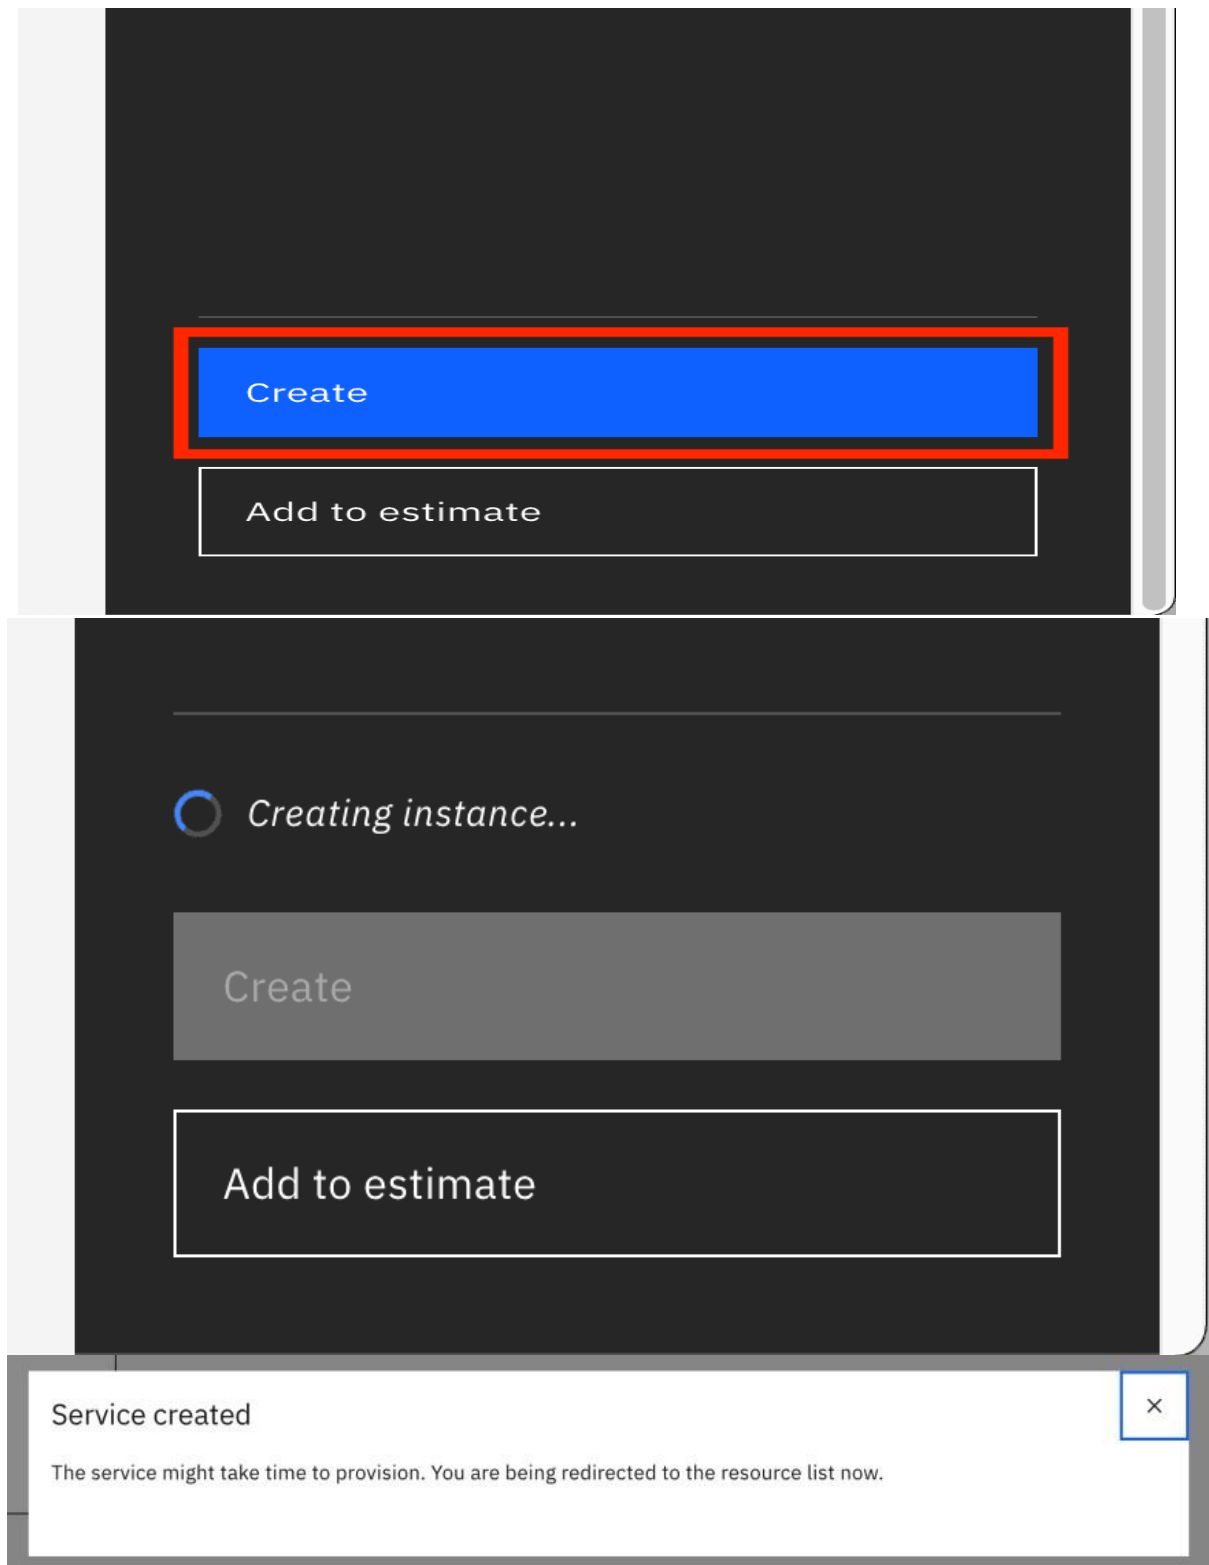 Create
Add to estimate
Creating instance...
Create
Add to estimate
Service created
The service might take time to provision. You are being redirected to the resource list now.